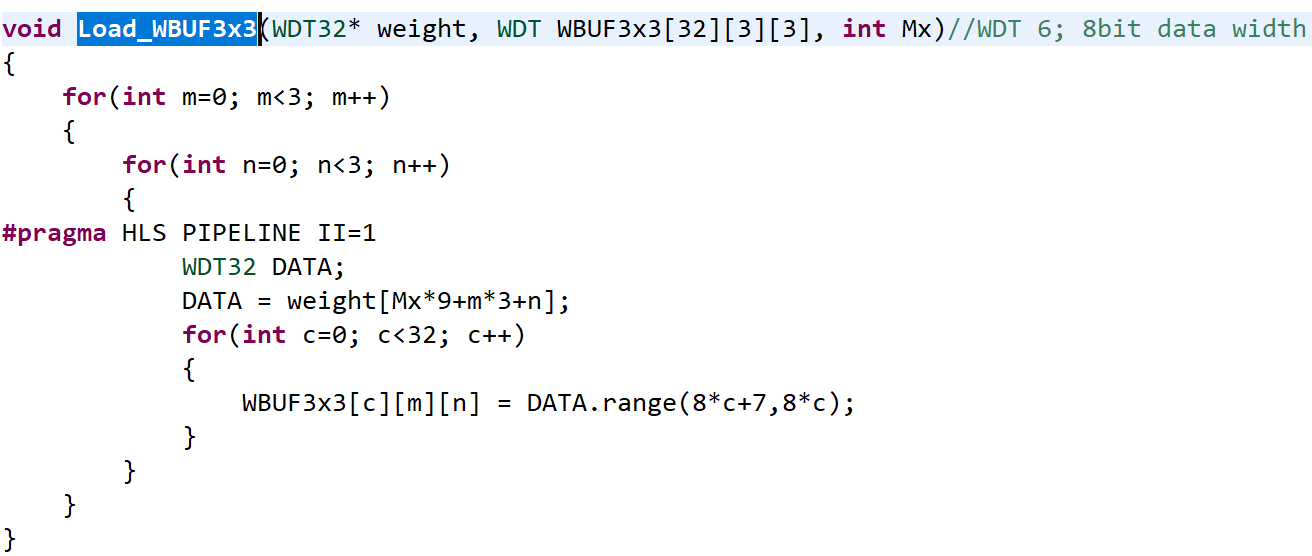 void Load_WBUF3x3(WDT32* weight, WDT WBUF3x3[32][3][3], int Mx)//WDT 6; 8bit data width
{
    for(int m=0; m<3; m++)
    {
        for(int n=0; n<3; n++)
        {
#pragma HLS PIPELINE II=1
            WDT32 DATA;
            DATA = weight[Mx*9+m*3+n];
            for(int c=0; c<32; c++)
            {
                WBUF3x3[c][m][n] = DATA.range(8*c+7,8*c);
            }
        }
    }
}